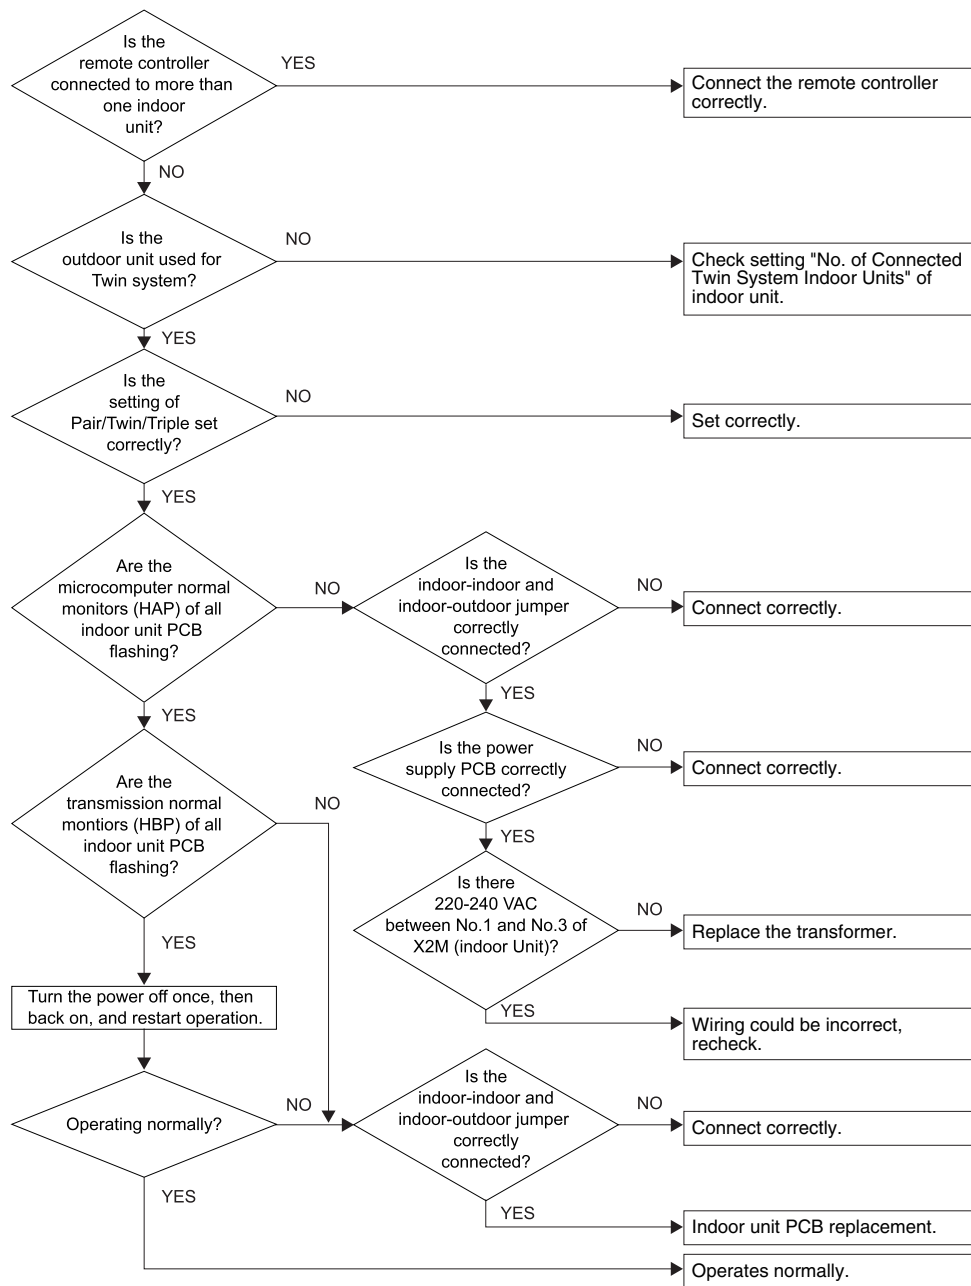 Is the
remote controller
connected to more than
one indoor
unit?
YES
Connect the remote controller
correctly.
NO
Is the
outdoor unit used for
Twin system?
NO
Check setting "No. of Connected
Twin System Indoor Units" of
indoor unit.
YES
Is the
setting of
Pair/Twin/Triple set
correctly?
NO
Set correctly.
YES
Are the
microcomputer normal
monitors (HAP) of all
indoor unit PCB
flashing?
NO
Is the
indoor-indoor and
indoor-outdoor jumper
correctly
connected?
NO
Connect correctly.
YES
YES
Is the power
supply PCB correctly
connected?
NO
Connect correctly.
Are the
transmission normal
montiors (HBP) of all
indoor unit PCB
flashing?
NO
YES
Is there
220-240 VAC
between No.1 and No.3 of
X2M (indoor Unit)?
NO
Replace the transformer.
YES
YES
Wiring could be incorrect,
recheck.
Turn the power off once, then
back on, and restart operation.
Operating normally?
NO
Is the
indoor-indoor and
indoor-outdoor jumper
correctly
connected?
NO
Connect correctly.
YES
YES
Indoor unit PCB replacement.
Operates normally.